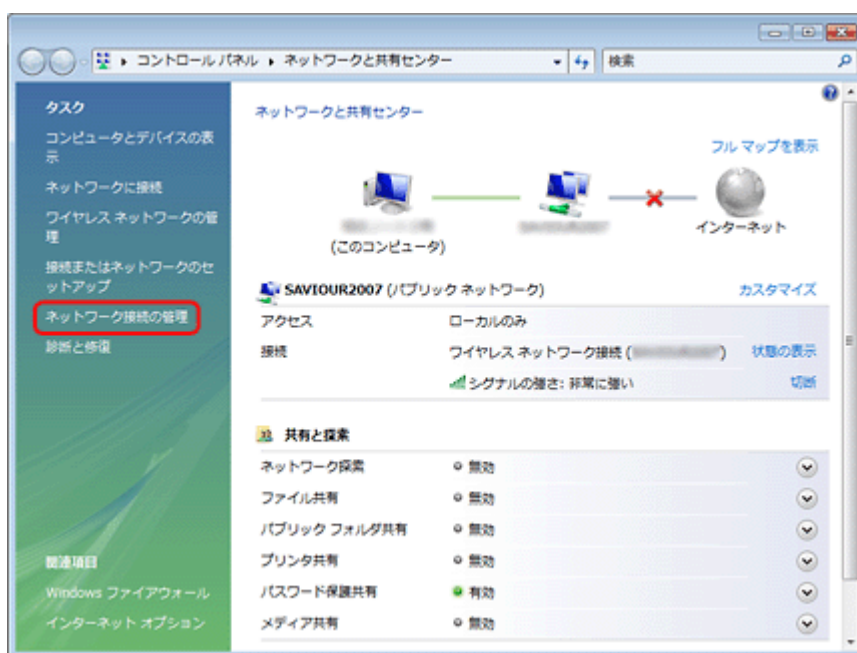 コントロール パネル ▸ ネットワークと共有センター
検索
タスク
コンピュータとデバイスの表
示
ネットワークに接続
ワイヤレス ネットワークの管
理
接続またはネットワークのセ
ットアップ
ネットワーク接続の管理
診断と修復
関連項目
Windows ファイアウォール
インターネット オプション
ネットワークと共有センター
フル マップを表示
(このコンピュータ)
インターネット
SAVIOUR2007 (パブリック ネットワーク)
カスタマイズ
アクセス ローカルのみ
接続 ワイヤレス ネットワーク接続 ( ) 状態の表示
シグナルの強さ: 非常に強い 切断
共有と探索
ネットワーク探索 無効
ファイル共有 無効
パブリック フォルダ共有 無効
プリンタ共有 無効
パスワード保護共有 有効
メディア共有 無効